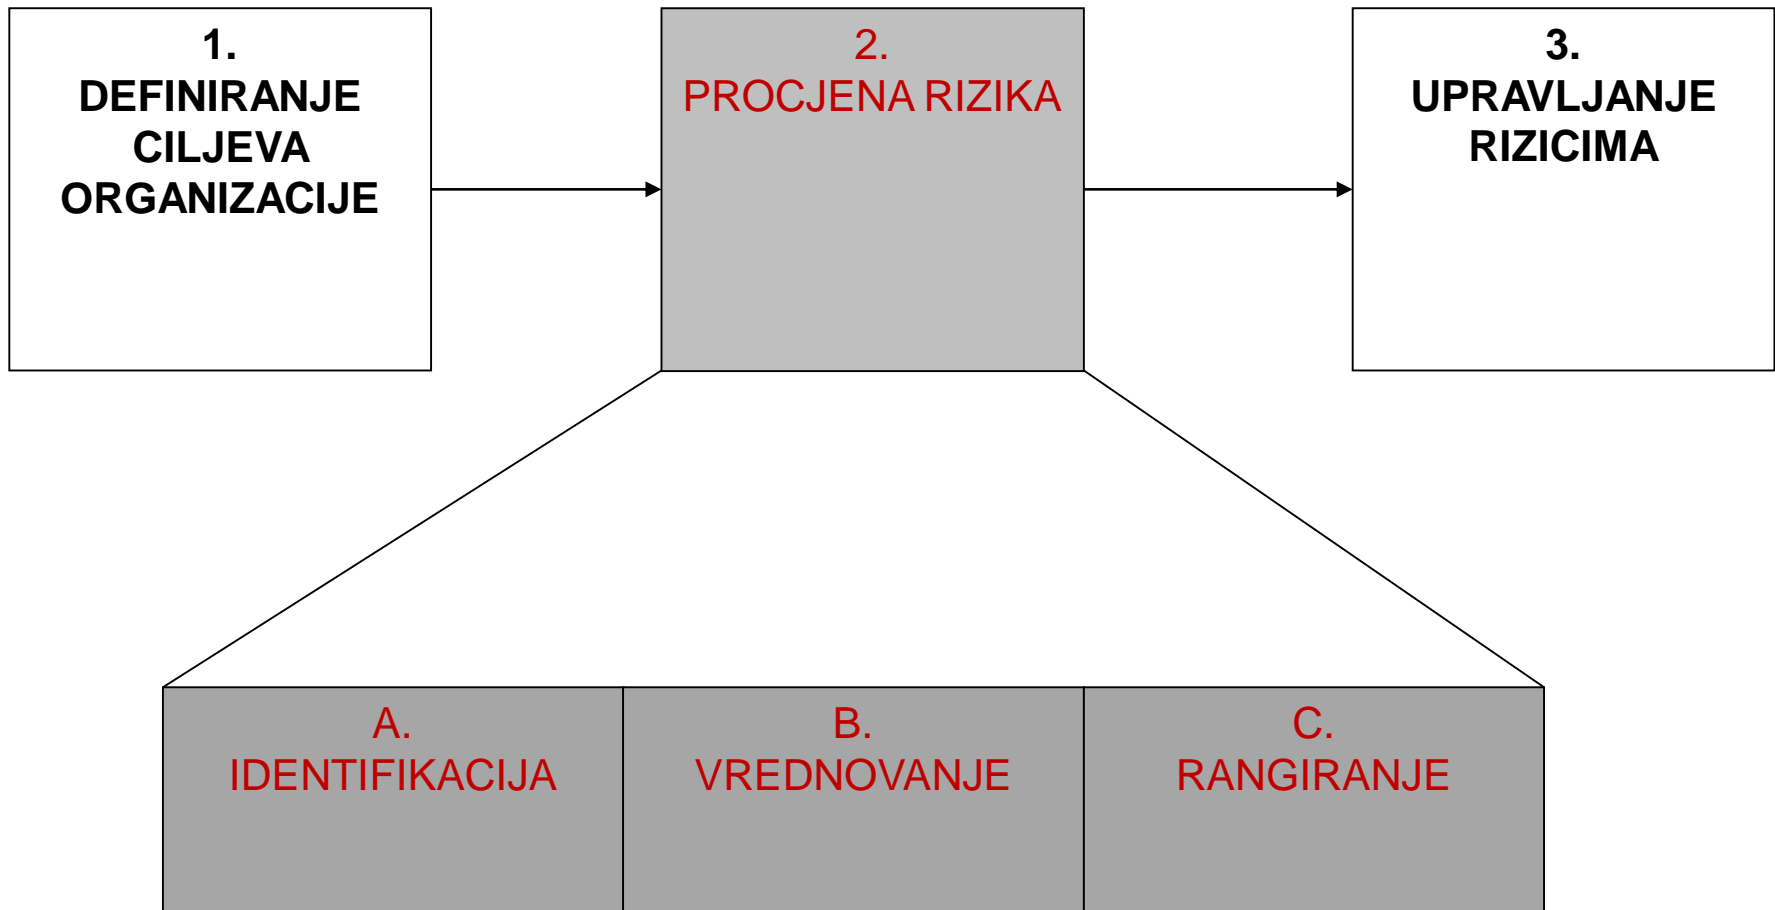 1.
DEFINIRANJE
CILJEVA
ORGANIZACIJE
2.
PROCJENA RIZIKA
3.
UPRAVLJANJE
RIZICIMA
A.
IDENTIFIKACIJA
B.
VREDNOVANJE
C.
RANGIRANJE